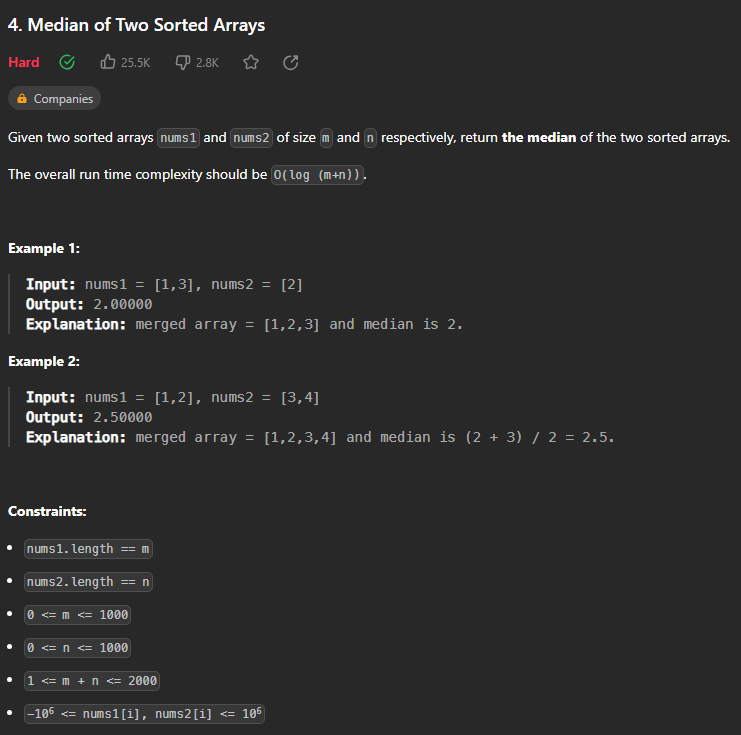 4. Median of Two Sorted Arrays
Hard 25.5K 2.8K
Companies
Given two sorted arrays nums1 and nums2 of size m and n respectively, return the median of the two sorted arrays.
The overall run time complexity should be O(log (m+n)).
Example 1:
Input: nums1 = [1,3], nums2 = [2]
Output: 2.00000
Explanation: merged array = [1,2,3] and median is 2.
Example 2:
Input: nums1 = [1,2], nums2 = [3,4]
Output: 2.50000
Explanation: merged array = [1,2,3,4] and median is (2 + 3) / 2 = 2.5.
Constraints:
• nums1.length == m
• nums2.length == n
• 0 <= m <= 1000
• 0 <= n <= 1000
• 1 <= m + n <= 2000
• -10⁶ <= nums1[i], nums2[i] <= 10⁶